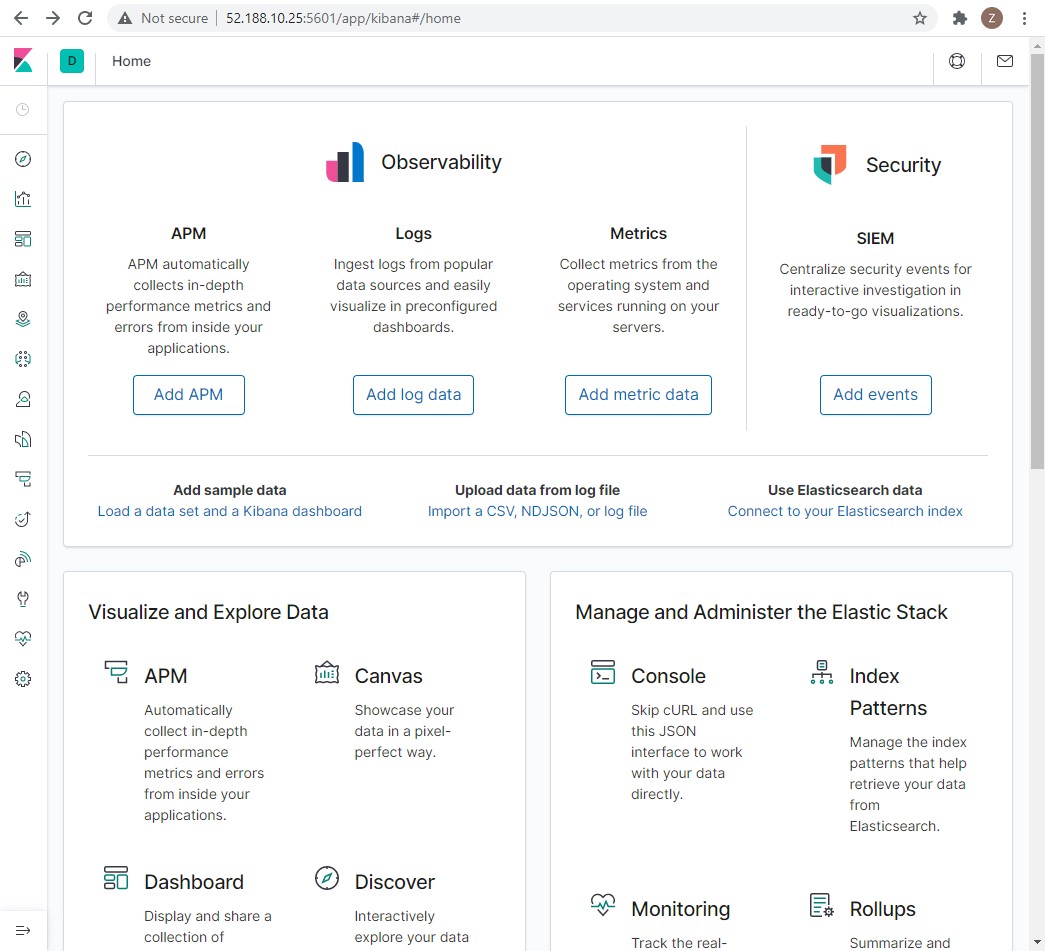 Not secure | 52.188.10.25:5601/app/kibana#/home
Z
D
Home
Observability
Security
APM
APM automatically
collects in-depth
performance metrics and
errors from inside your
applications.
Add APM
Logs
Ingest logs from popular
data sources and easily
visualize in preconfigured
dashboards.
Add log data
Metrics
Collect metrics from the
operating system and
services running on your
servers.
Add metric data
SIEM
Centralize security events for
interactive investigation in
ready-to-go visualizations.
Add events
Add sample data
Load a data set and a Kibana dashboard
Upload data from log file
Import a CSV, NDJSON, or log file
Use Elasticsearch data
Connect to your Elasticsearch index
Visualize and Explore Data
APM
Automatically
collect in-depth
performance
metrics and errors
from inside your
applications.
Canvas
Showcase your
data in a pixel-
perfect way.
Dashboard
Display and share a
collection of
Discover
Interactively
explore your data
Manage and Administer the Elastic Stack
Console
Skip cURL and use
this JSON
interface to work
with your data
directly.
Index
Patterns
Manage the index
patterns that help
retrieve your data
from
Elasticsearch.
Monitoring
Track the real-
Rollups
Summarize and